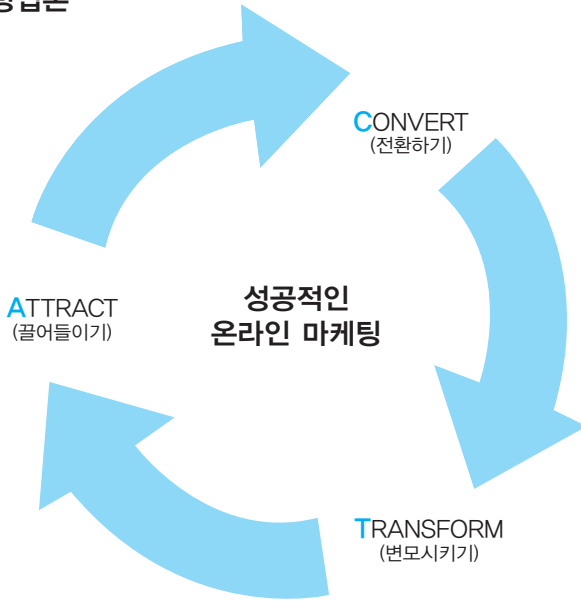 CONVERT
(전환하기)
ATTRACT
(끌어들이기)
성공적인
온라인 마케팅
TRANSFORM
(변모시키기)